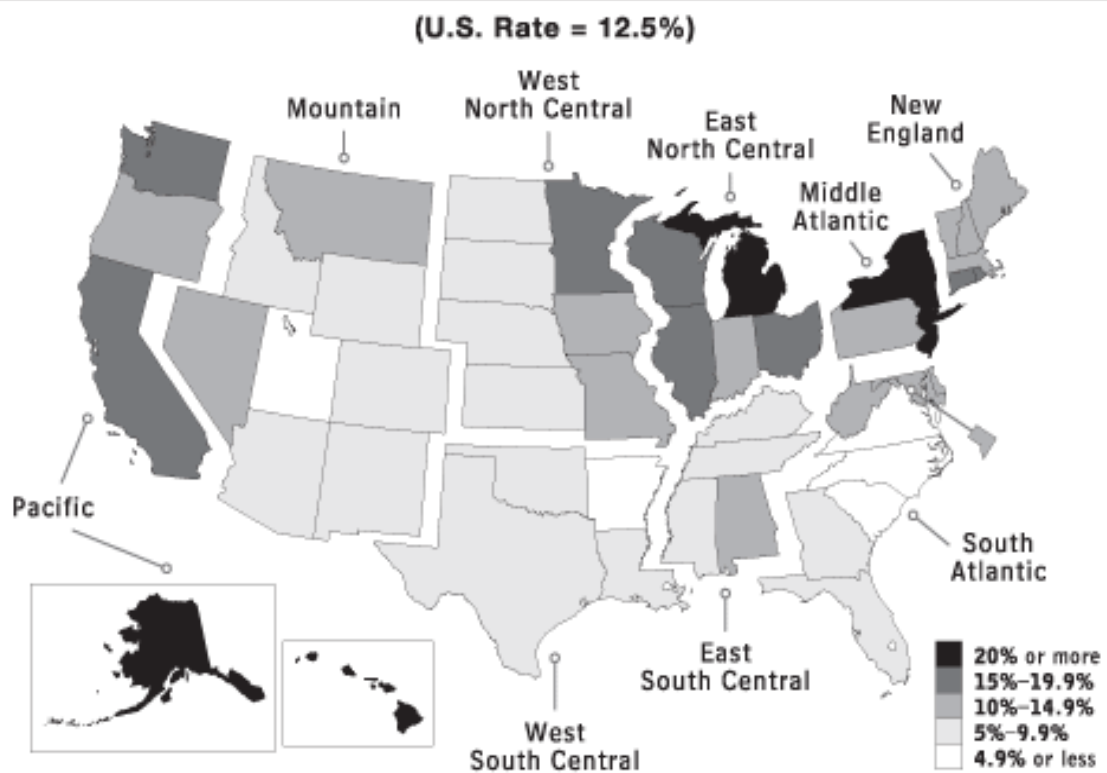 (U.S. Rate = 12.5%)
West
North Central
Mountain
East
North Central
New
England
Middle
Atlantic
Pacific
South
Atlantic
East
South Central
West
South Central
20% or more
15%–19.9%
10%–14.9%
5%–9.9%
4.9% or less